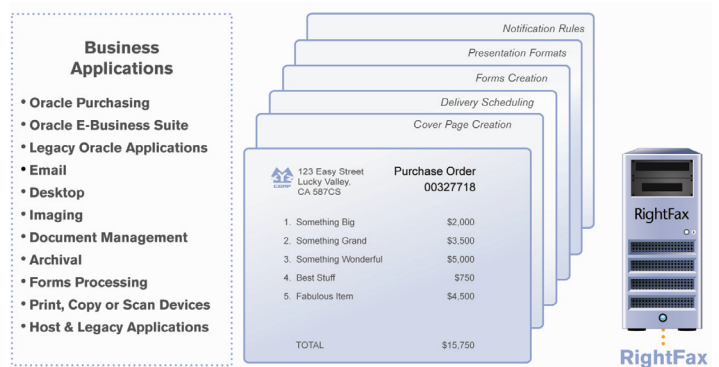 Business
Applications
• Oracle Purchasing
• Oracle E-Business Suite
• Legacy Oracle Applications
• Email
• Desktop
• Imaging
• Document Management
• Archival
• Forms Processing
• Print, Copy or Scan Devices
• Host & Legacy Applications
Notification Rules
Presentation Formats
Forms Creation
Delivery Scheduling
Cover Page Creation
CORP
123 Easy Street
Lucky Valley,
CA 587CS
Purchase Order
00327718
1. Something Big $2,000
2. Something Grand $3,500
3. Something Wonderful $5,000
4. Best Stuff $750
5. Fabulous Item $4,500
TOTAL $15,750
RightFax
RightFax